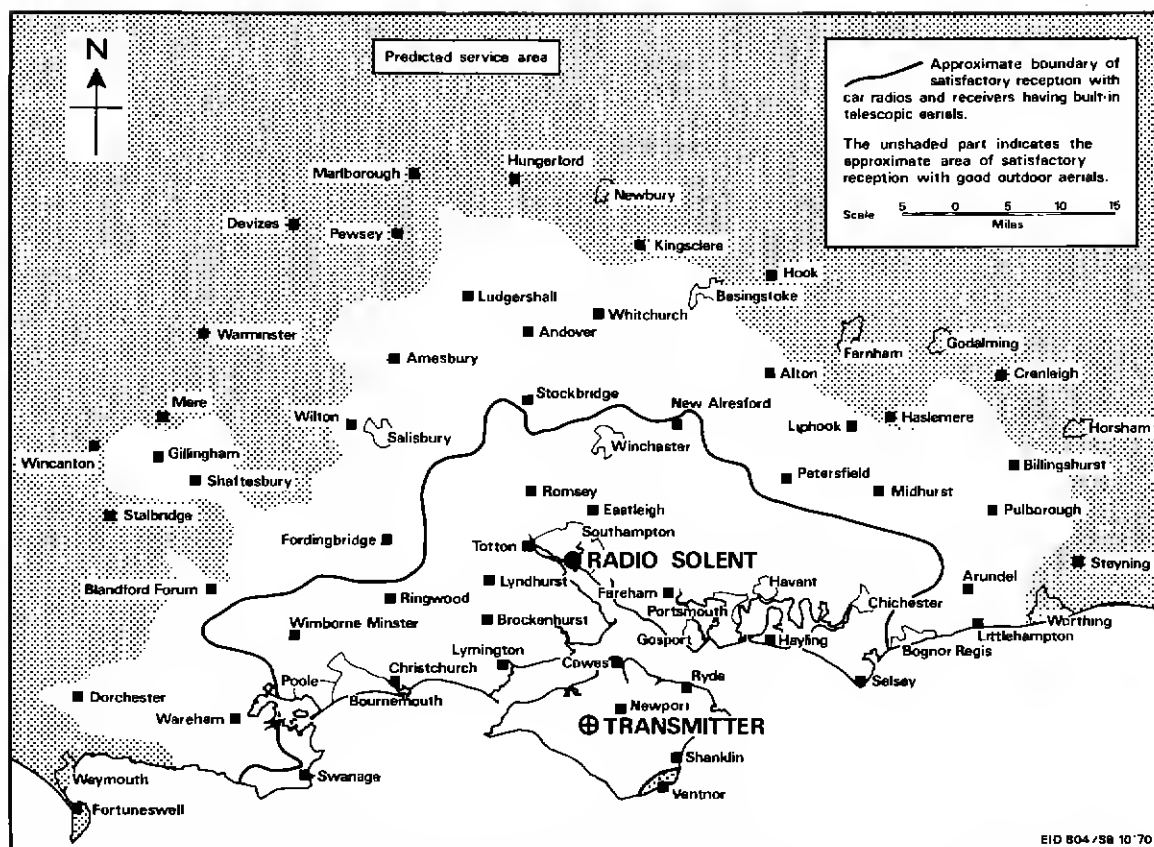 N
Predicted service area
Approximate boundary of
satisfactory reception with
car radios and receivers having built-in
telescopic aerials.
The unshaded part indicates the
approximate area of satisfactory
reception with good outdoor aerials.
Scale 5 0 5 10 15
Miles
Marlborough
Hungerford
Newbury
Devizes
Pewsey
Kingsclere
Hook
Ludgershall
Basingstoke
Whitchurch
Warminster
Andover
Farnham
Godalming
Amesbury
Alton
Cranleigh
Mere
Stockbridge
New Alresford
Wilton
Salisbury
Winchester
Liphook
Haslemere
Horsham
Wincanton
Gillingham
Shaftesbury
Petersfield
Billingshurst
Romsey
Midhurst
Stalbridge
Eastleigh
Pulborough
Southampton
Fordingbridge
Totton
RADIO SOLENT
Steyning
Blandford Forum
Lyndhurst
Fareham
Havant
Arundel
Ringwood
Portsmouth
Chichester
Wimborne Minster
Brockenhurst
Gosport
Hayling
Worthing
Littlehampton
Bognor Regis
Lymington
Cowes
Christchurch
Ryde
Selsey
Poole
Bournemouth
Dorchester
Wareham
Newport
TRANSMITTER
Shanklin
Weymouth
Swanage
Ventnor
Fortuneswell
EID 804/SB 10'70